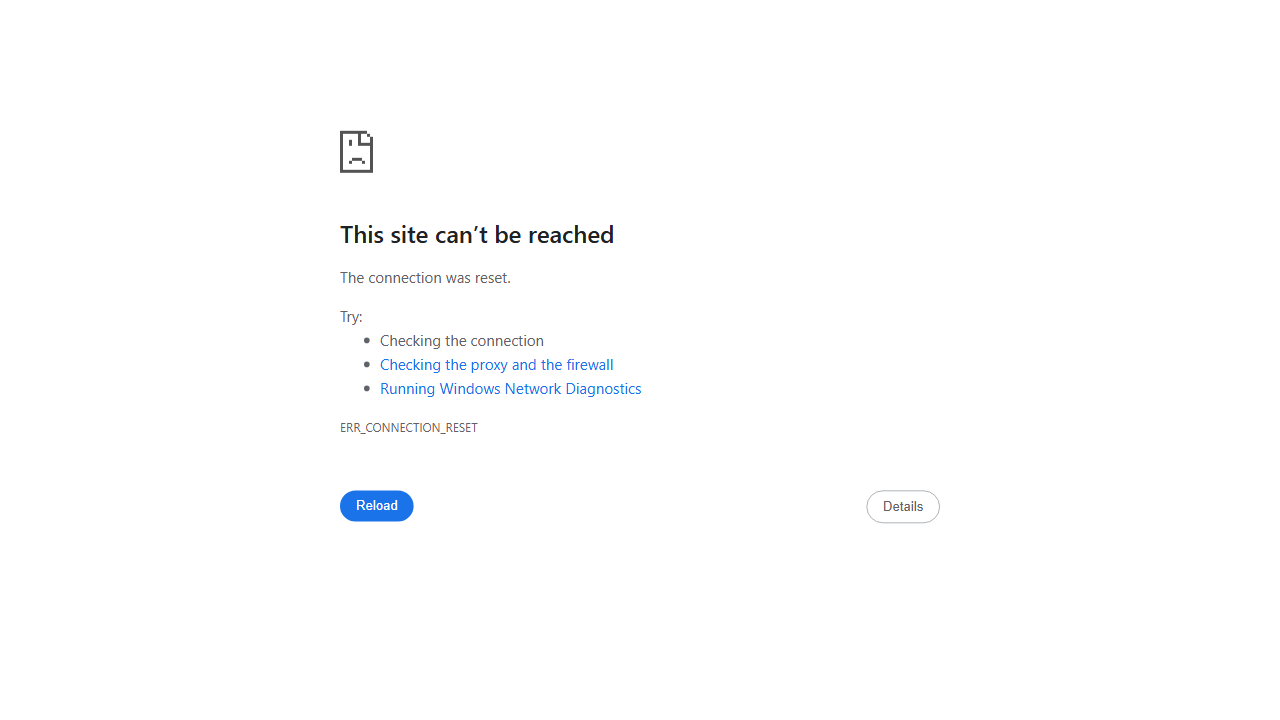 This site can’t be reached
The connection was reset.
Try:
Checking the connection
Checking the proxy and the firewall
Running Windows Network Diagnostics
ERR_CONNECTION_RESET
Reload
Details